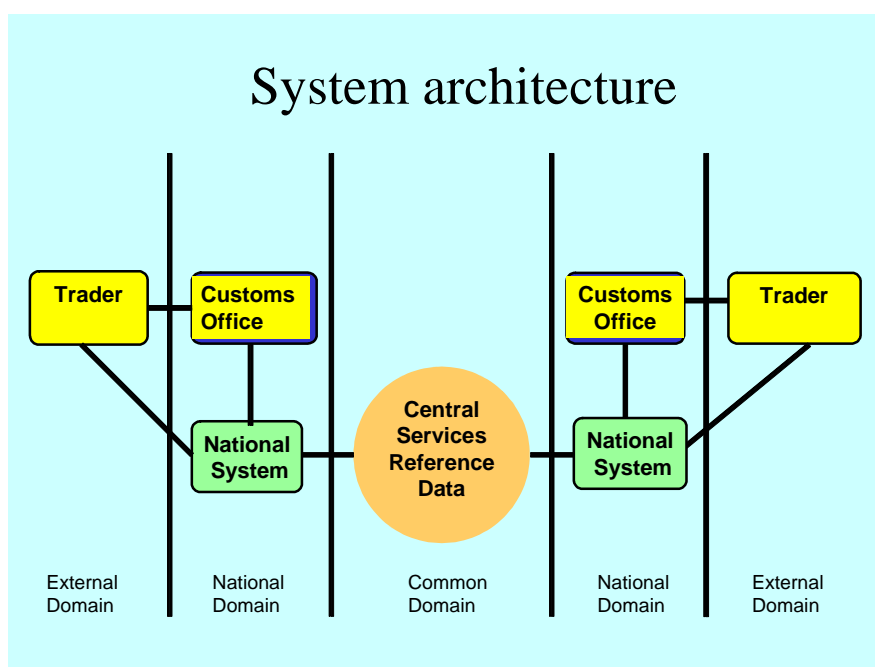 System architecture
Trader
Customs
Office
Customs
Office
Trader
Central
Services
Reference
Data
National
System
National
System
External
Domain
National
Domain
Common
Domain
National
Domain
External
Domain